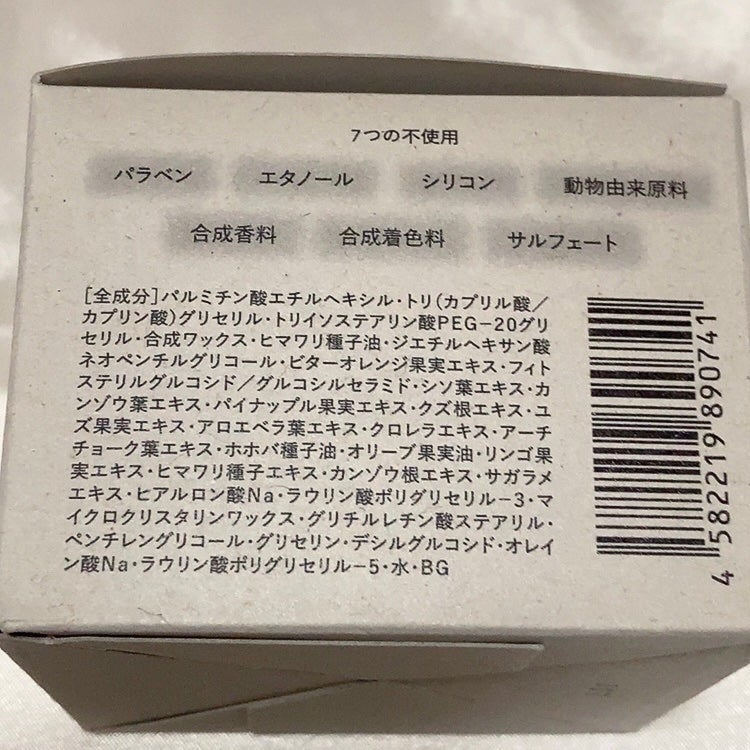 7つの不使用
パラベン エタノール シリコン 動物由来原料
合成香料 合成着色料 サルフェート
[全成分]パルミチン酸エチルヘキシル・トリ(カプリル酸/
カプリン酸)グリセリル・トリイソステアリン酸PEG-20グリ
セリル・合成ワックス・ヒマワリ種子油・ジエチルヘキサン酸
ネオペンチルグリコール・ビターオレンジ果実エキス・フィト
ステリルグルコシド/グルコシルセラミド・シソ葉エキス・カ
ンゾウ葉エキス・パイナップル果実エキス・クズ根エキス・ユ
ズ果実エキス・アロエベラ葉エキス・クロレラエキス・アーチ
チョーク葉エキス・ホホバ種子油・オリーブ果実油・リンゴ果
実エキス・ヒマワリ種子エキス・カンゾウ根エキス・サガラメ
エキス・ヒアルロン酸Na・ラウリン酸ポリグリセリル-3・マ
イクロクリスタリンワックス・グリチルレチン酸ステアリル・
ペンチレングリコール・グリセリン・デシルグルコシド・オレイ
ン酸Na・ラウリン酸ポリグリセリル-5・水・BG
4 582219 890741